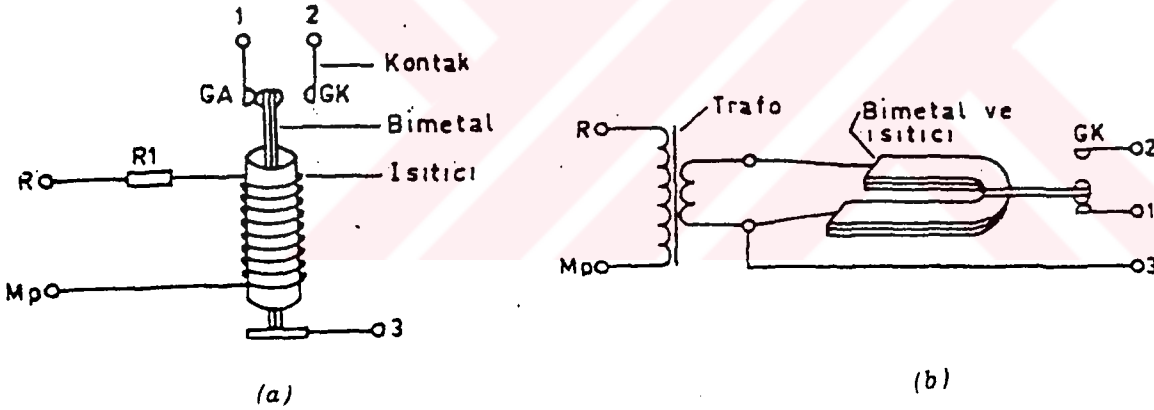 1
2
Kontak
GA
GK
Bimetal
R1
R
Isıtıcı
Mp
3
(a)
Trafo
Bimetal ve
ısıtıcı
R
GK
2
1
Mp
3
(b)